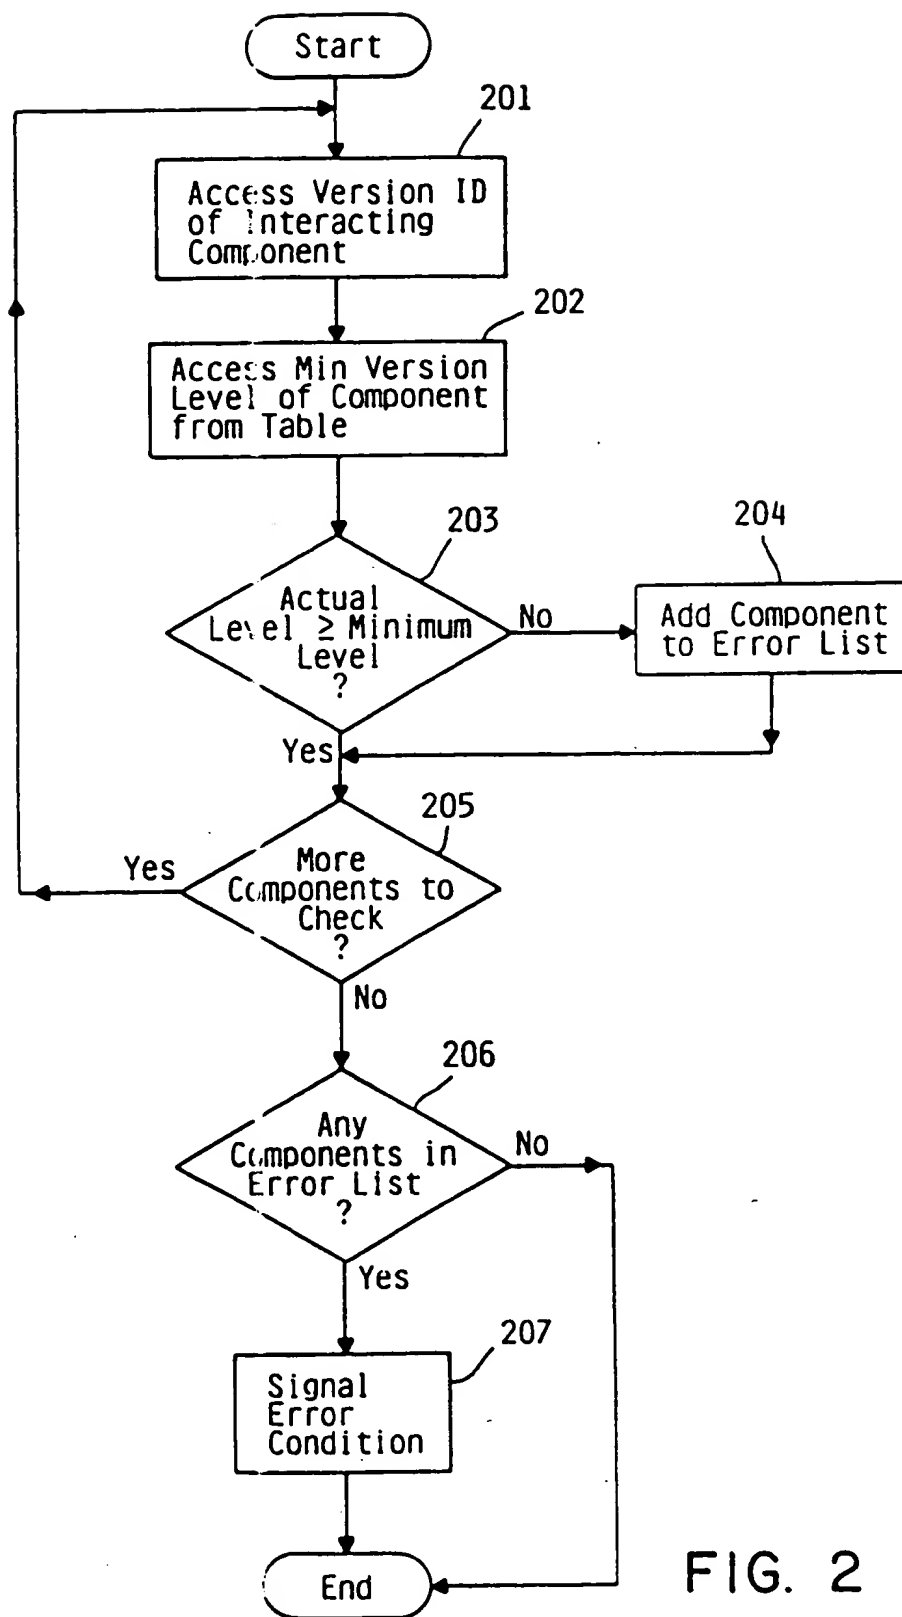 Start
201
Access Version ID
of Interacting
Component
202
Access Min Version
Level of Component
from Table
203
Actual
Level ≥ Minimum
Level
?
No
204
Add Component
to Error List
Yes
205
More
Components to
Check
?
Yes
No
206
Any
Components in
Error List
?
No
Yes
207
Signal
Error
Condition
End
FIG. 2